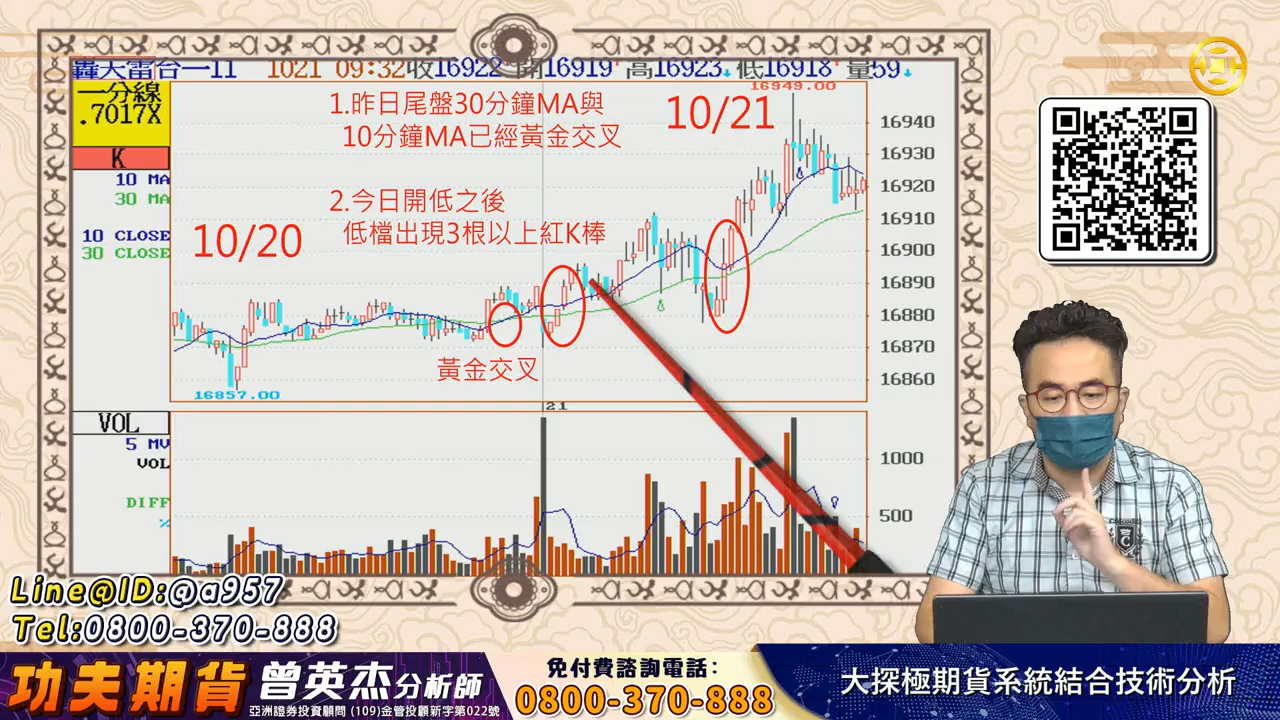 轟天雷台一11 1021 09:32收16922 開16919 高16923 低16918 量59
一分線
.7017X
K
10 MA
30 MA
10 CLOSE
30 CLOSE
1.昨日尾盤30分鐘MA與
10分鐘MA已經黃金交叉
2.今日開低之後
低檔出現3根以上紅K棒
10/20
10/21
16949.00
16940
16930
16920
16910
16900
16890
16880
16870
16860
黃金交叉
16857.00
21
VOL
5 MV
VOL
DIFF
%
1000
500
Line@ID:@a957
Tel:0800-370-888
功夫期貨 曾英杰分析師
亞洲證券投資顧問 (109)金管投顧新字第022號
免付費諮詢電話:
0800-370-888
大探極期貨系統結合技術分析